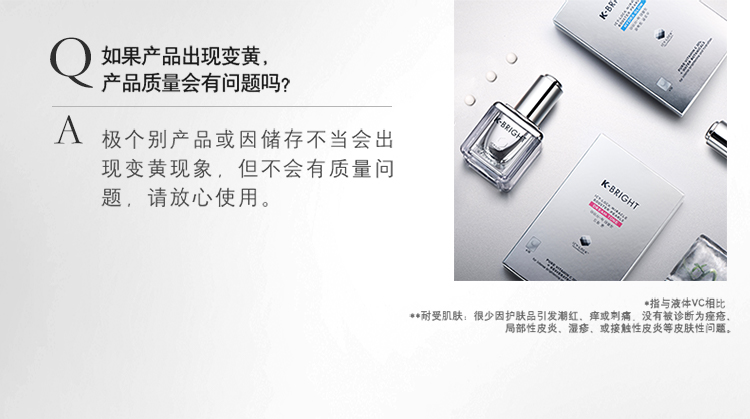 Q
如果产品出现变黄，
产品质量会有问题吗?
A
极个别产品或因储存不当会出
现变黄现象，但不会有质量问
题，请放心使用。
K-BRIGHT
K-BRIGHT
K-BRIGHT
*指与液体VC相比
**耐受肌肤：很少因护肤品引发潮红、痒或刺痛，没有被诊断为痤疮、
局部性皮炎、湿疹、或接触性皮炎等皮肤性问题。